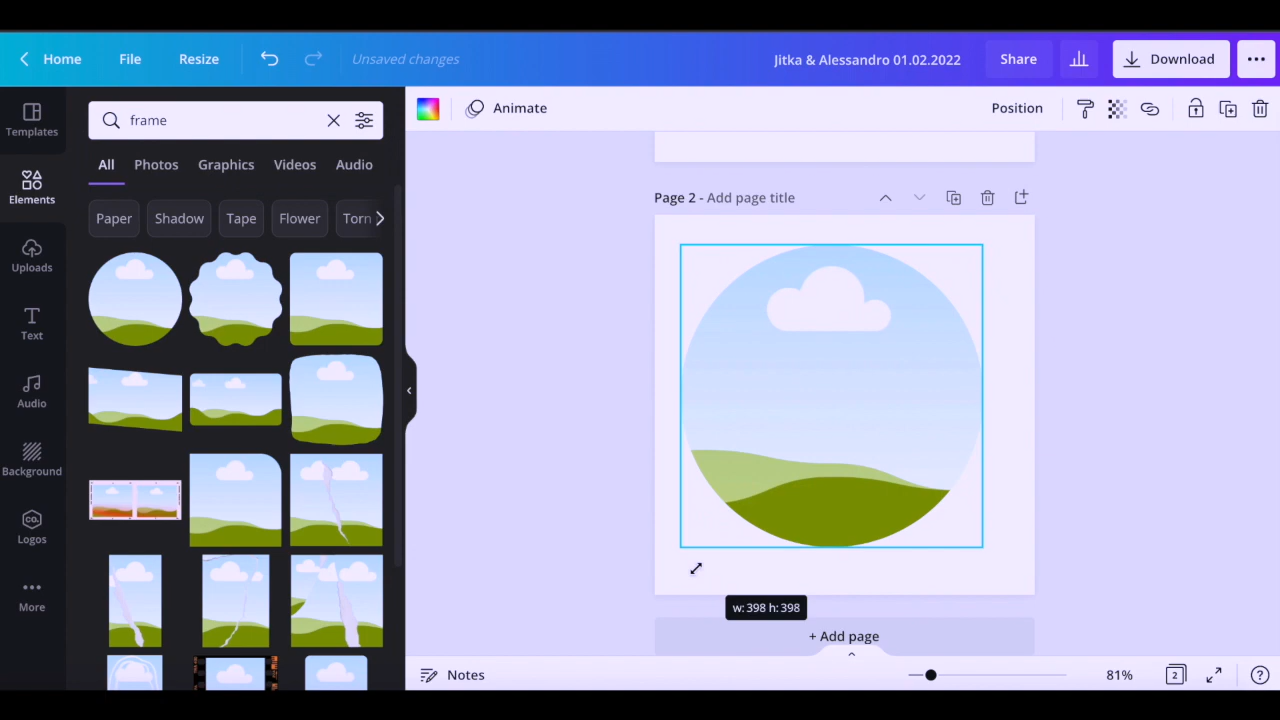 Home File Resize Unsaved changes Jitka & Alessandro 01.02.2022 Share Download
Templates
Elements
Uploads
Text
Audio
Background
CO.
Logos
More
frame
All Photos Graphics Videos Audio
Paper Shadow Tape Flower Torn
Animate Position
Page 2 - Add page title
w: 398 h: 398
+ Add page
Notes 81% 2 ?